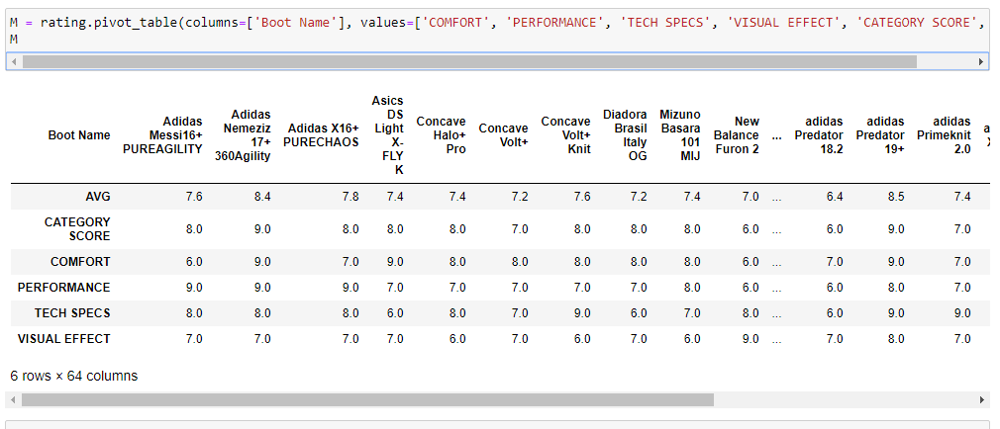 M = rating.pivot_table(columns=['Boot Name'], values=['COMFORT', 'PERFORMANCE', 'TECH SPECS', 'VISUAL EFFECT', 'CATEGORY SCORE',
M
Boot Name Adidas Messi16+ PUREAGILITY Adidas Nemeziz 17+ 360Agility Adidas X16+ PURECHAOS Asics DS Light X-FLY K Concave Halo+ Pro Concave Volt+ Concave Volt+ Knit Diadora Brasil Italy OG Mizuno Basara 101 MIJ New Balance Furon 2 ... adidas Predator 18.2 adidas Predator 19+ adidas Primeknit 2.0
AVG 7.6 8.4 7.8 7.4 7.4 7.2 7.6 7.2 7.4 7.0 ... 6.4 8.5 7.4
CATEGORY SCORE 8.0 9.0 8.0 8.0 8.0 7.0 8.0 8.0 8.0 6.0 ... 6.0 9.0 7.0
COMFORT 6.0 9.0 7.0 9.0 8.0 8.0 8.0 8.0 8.0 6.0 ... 7.0 9.0 7.0
PERFORMANCE 9.0 9.0 9.0 7.0 7.0 7.0 7.0 7.0 8.0 6.0 ... 6.0 8.0 7.0
TECH SPECS 8.0 8.0 8.0 6.0 8.0 7.0 9.0 6.0 7.0 8.0 ... 6.0 9.0 9.0
VISUAL EFFECT 7.0 7.0 7.0 7.0 6.0 7.0 6.0 7.0 6.0 9.0 ... 7.0 8.0 7.0
6 rows × 64 columns